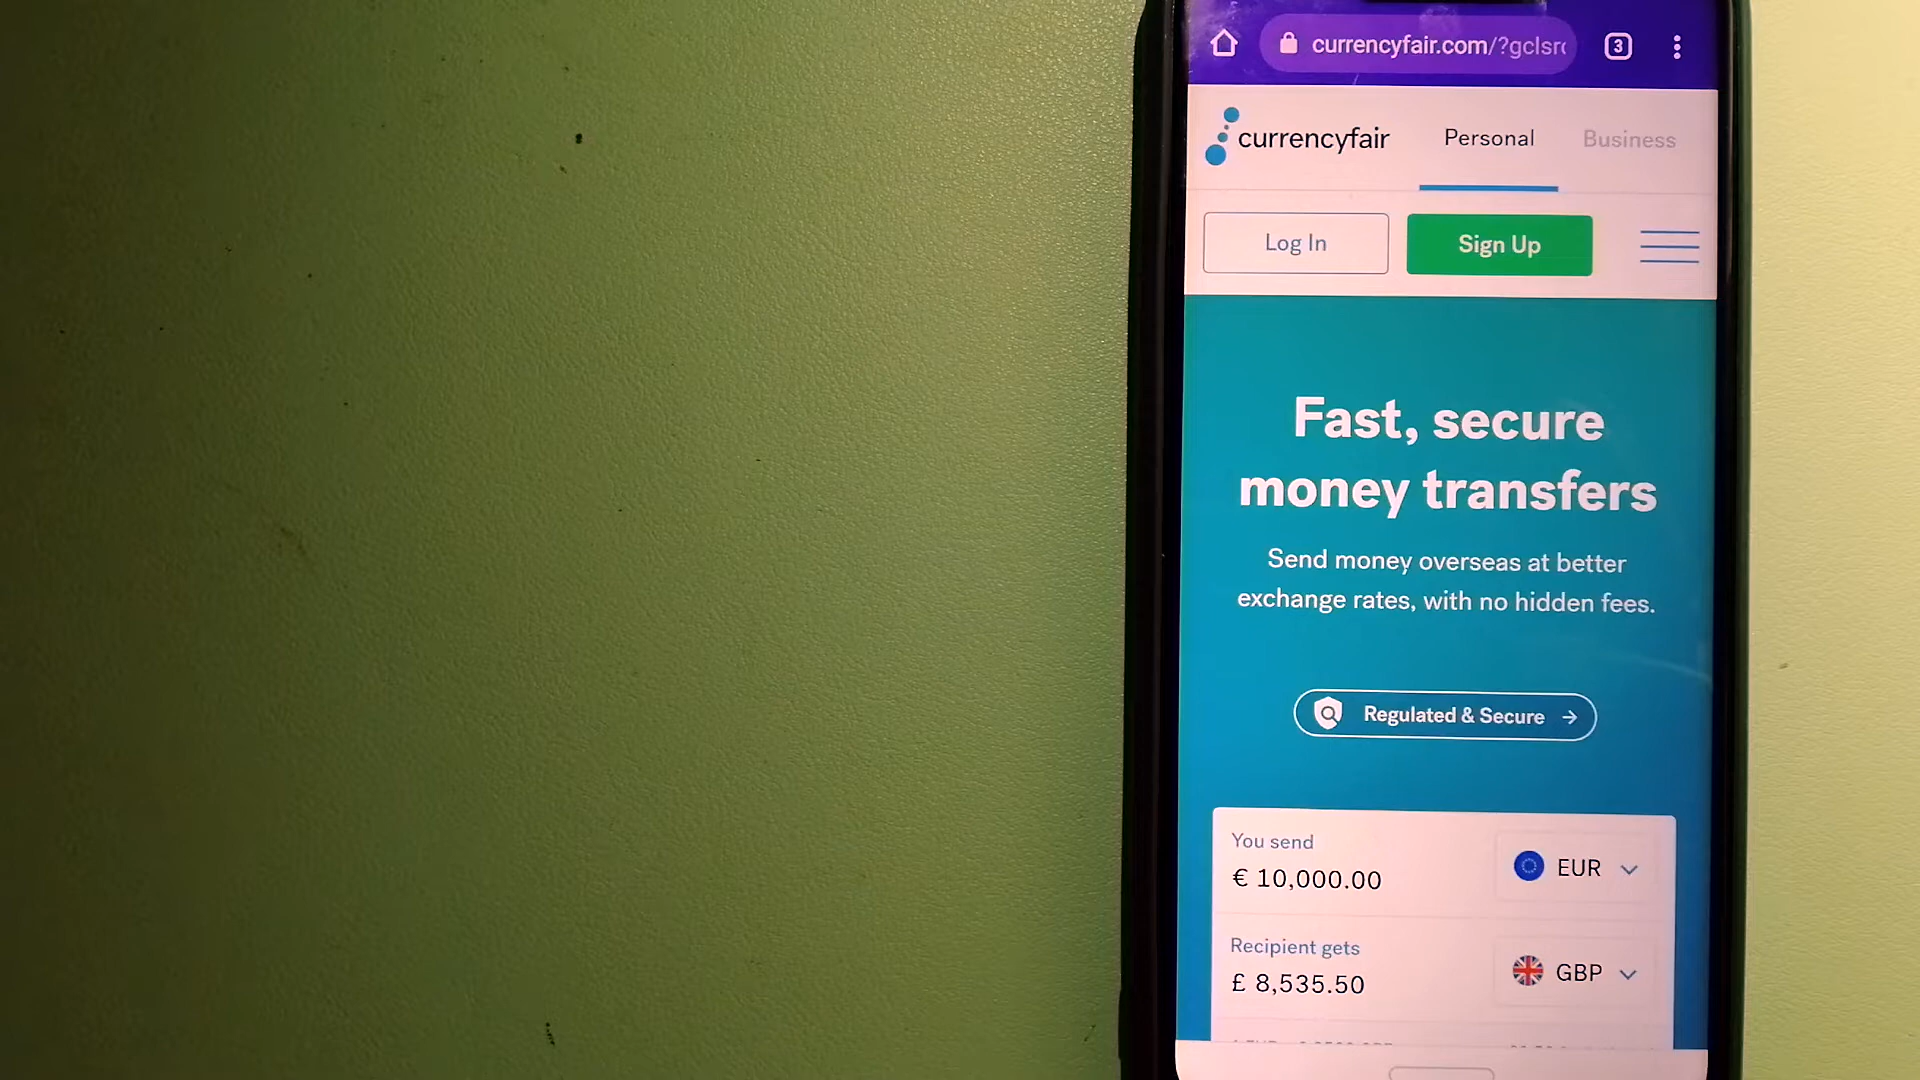 currencyfair.com/?gclsrc
3
currencyfair
Personal
Business
Log In
Sign Up
Fast, secure
money transfers
Send money overseas at better
exchange rates, with no hidden fees.
Regulated & Secure →
You send
€ 10,000.00
EUR
Recipient gets
£ 8,535.50
GBP